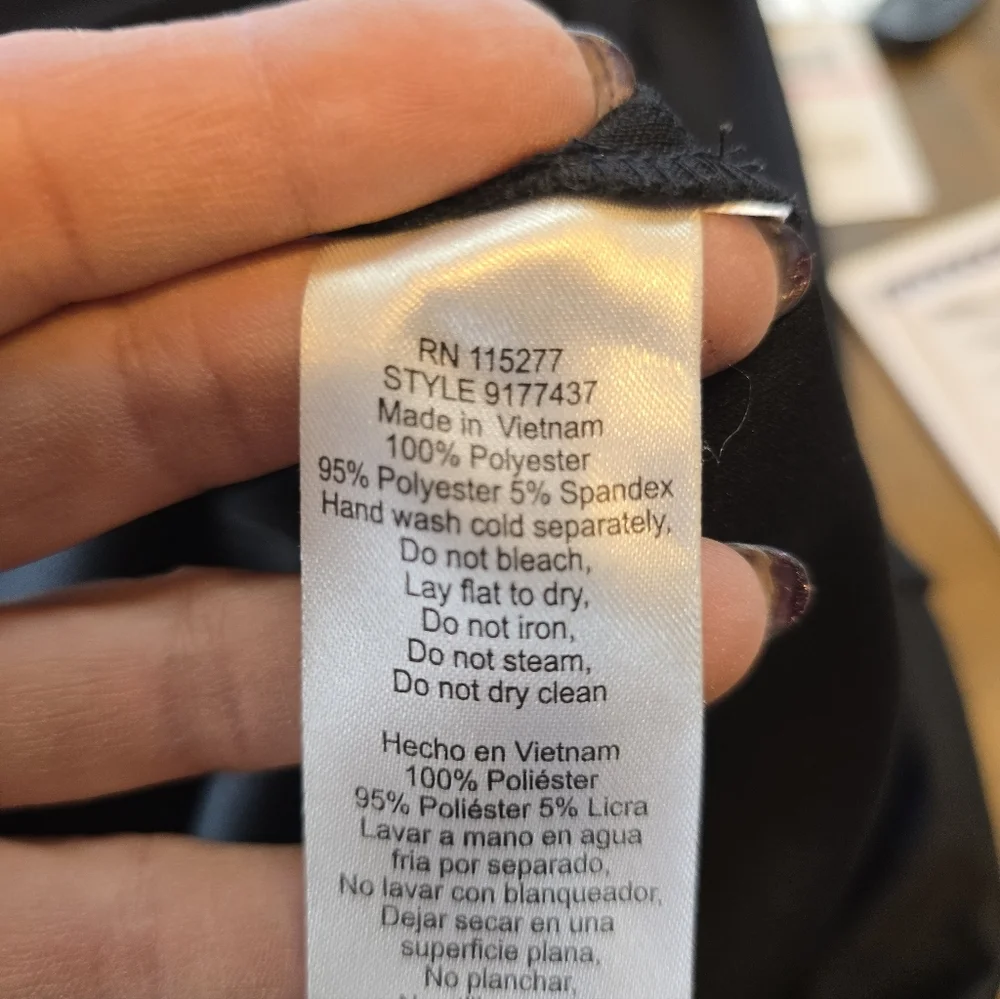 RN 115277
STYLE 9177437
Made in Vietnam
100% Polyester
95% Polyester 5% Spandex
Hand wash cold separately,
Do not bleach,
Lay flat to dry,
Do not iron,
Do not steam,
Do not dry clean
Hecho en Vietnam
100% Poliéster
95% Poliéster 5% Licra
Lavar a mano en agua
fria por separado,
No lavar con blanqueador,
Dejar secar en una
superficie plana,
No planchar,